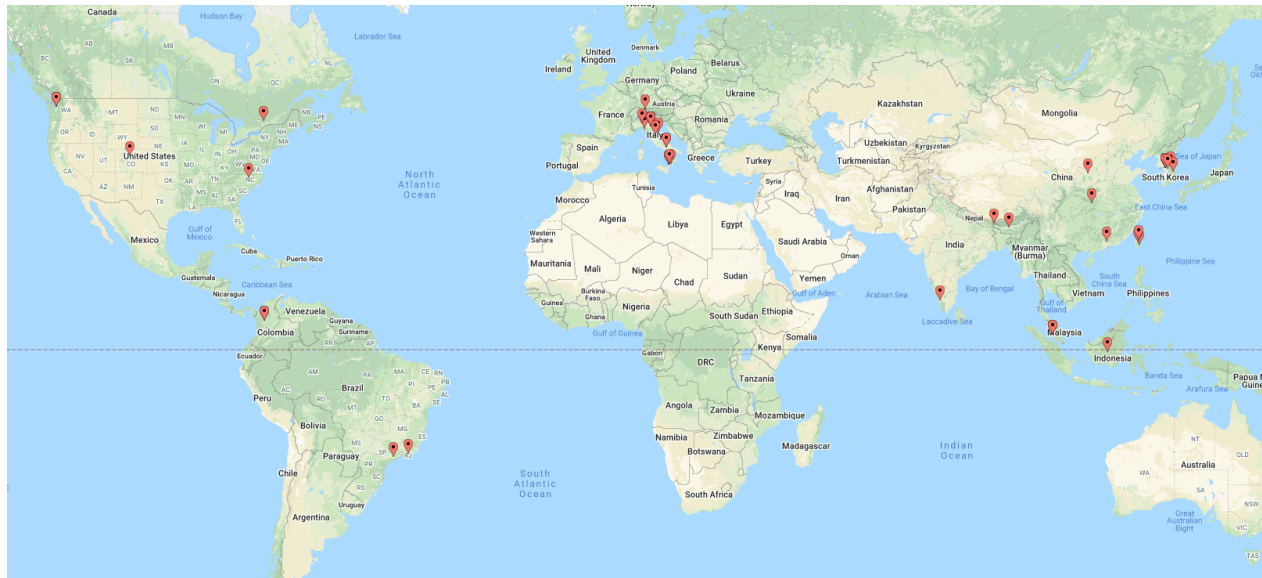 Canada
Hudson Bay
Labrador Sea
BC
AB
SK
MB
ON
QC
NL
NB
PE
NS
WA
MT
ND
MN
OR
ID
SD
WI
MI
WY
NY
NH
MA
NV
UT
CO
United States
IL
IN
OH
PA
MD
DE
CA
AZ
NM
KS
OK
AR
NC
SC
MS
AL
GA
TX
LA
FL
Gulf of
Mexico
Mexico
Cuba
Puerto Rico
Guatemala
Caribbean Sea
Nicaragua
Venezuela
Guyana
Suriname
Colombia
Ecuador
RR
AP
AM
PA
MA
CE
RN
PI
PB
PE
AL
SE
Peru
AC
RO
TO
BA
Brazil
MT
GO
MG
ES
MS
SP
RJ
Bolivia
Paraguay
PR
SC
RS
Chile
Uruguay
Argentina
North
Atlantic
Ocean
South
Atlantic
Ocean
Norway
Denmark
United
Kingdom
Ireland
Germany
Poland
Belarus
Ukraine
Austria
France
Romania
Italy
Spain
Portugal
Greece
Turkey
Tunisia
Syria
Iraq
Iran
Morocco
Algeria
Libya
Egypt
Western
Sahara
Mauritania
Mali
Niger
Chad
Sudan
Saudi Arabia
Oman
Yemen
Gulf of Aden
Guinea
Burkina
Faso
Ghana
Nigeria
South Sudan
Ethiopia
Somalia
Gulf of Guinea
Gabon
DRC
Kenya
Tanzania
Angola
Zambia
Mozambique
Namibia
Zimbabwe
Botswana
Madagascar
South Africa
Kazakhstan
Uzbekistan
Kyrgyzstan
Turkmenistan
Afghanistan
Pakistan
Mongolia
China
Nepal
India
Myanmar
(Burma)
Thailand
Vietnam
Arabian Sea
Bay of Bengal
Laccadive Sea
Gulf of
Thailand
South
China Sea
Philippines
Philippine Sea
East China Sea
South Korea
Japan
Sea of Japan
Malaysia
Indonesia
Banda Sea
Arafura Sea
Papua New
Guinea
Indian
Ocean
Australia
NT
QLD
WA
SA
NSW
VIC
TAS
Great
Australian
Bight